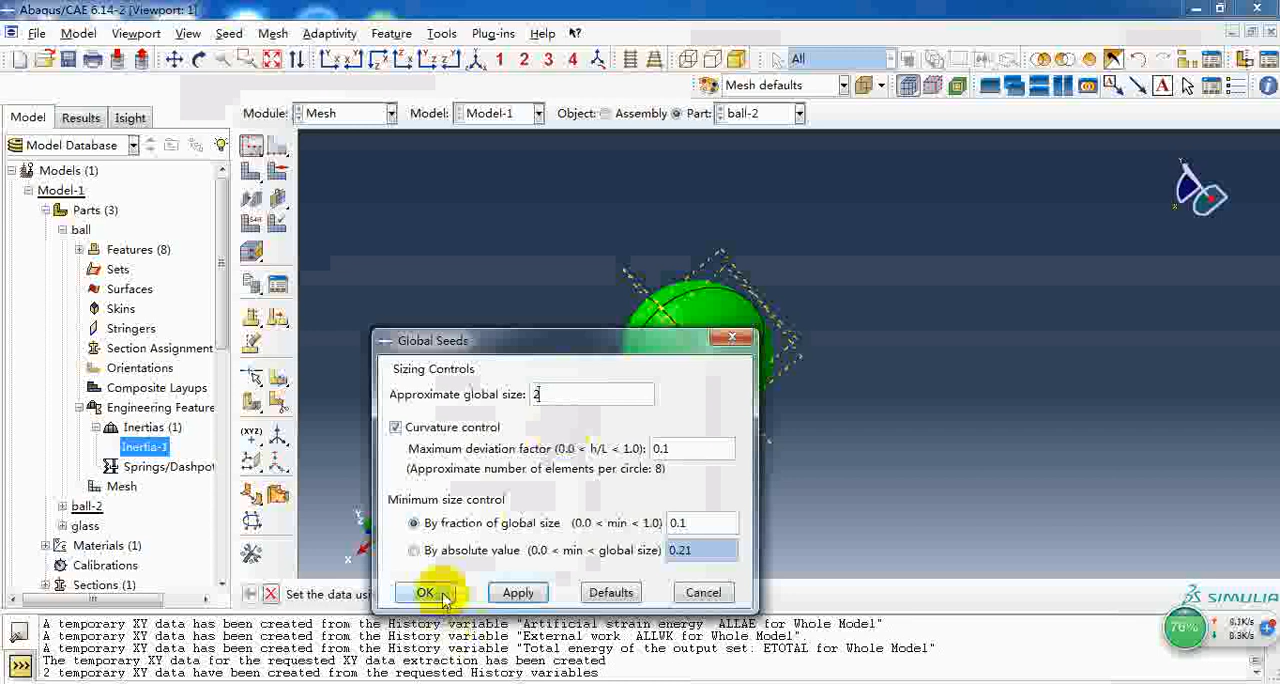 Abaqus/CAE 6.14-2 [Viewport: 1]
File Model Viewport View Seed Mesh Adaptivity Feature Tools Plug-ins Help
1 2 3 4 All
Mesh defaults
Model Results Isight Module: Mesh Model: Model-1 Object: Assembly Part: ball-2
Model Database
Models (1)
Model-1
Parts (3)
ball
Features (8)
Sets
Surfaces
Skins
Stringers
Section Assignment
Orientations
Composite Layups
Engineering Feature
Inertias (1)
Inertia-1
Springs/Dashpot
Mesh
ball-2
glass
Materials (1)
Calibrations
Sections (1)
Global Seeds
Sizing Controls
Approximate global size: 2
Curvature control
Maximum deviation factor (0.0 < h/L < 1.0): 0.1
(Approximate number of elements per circle: 8)
Minimum size control
By fraction of global size (0.0 < min < 1.0) 0.1
By absolute value (0.0 < min < global size) 0.21
OK Apply Defaults Cancel
Set the data usi
SIMULIA
76%
0.1K/s
0.3K/s
A temporary XY data has been created from the History variable "Artificial strain energy ALLAE for Whole Model"
A temporary XY data has been created from the History variable "External work ALLWK for Whole Model"
A temporary XY data has been created from the History variable "Total energy of the output set. ETOTAL for Whole Model"
The temporary XY data for the requested XY data extraction has been created
2 temporary XY data have been created from the requested History variables